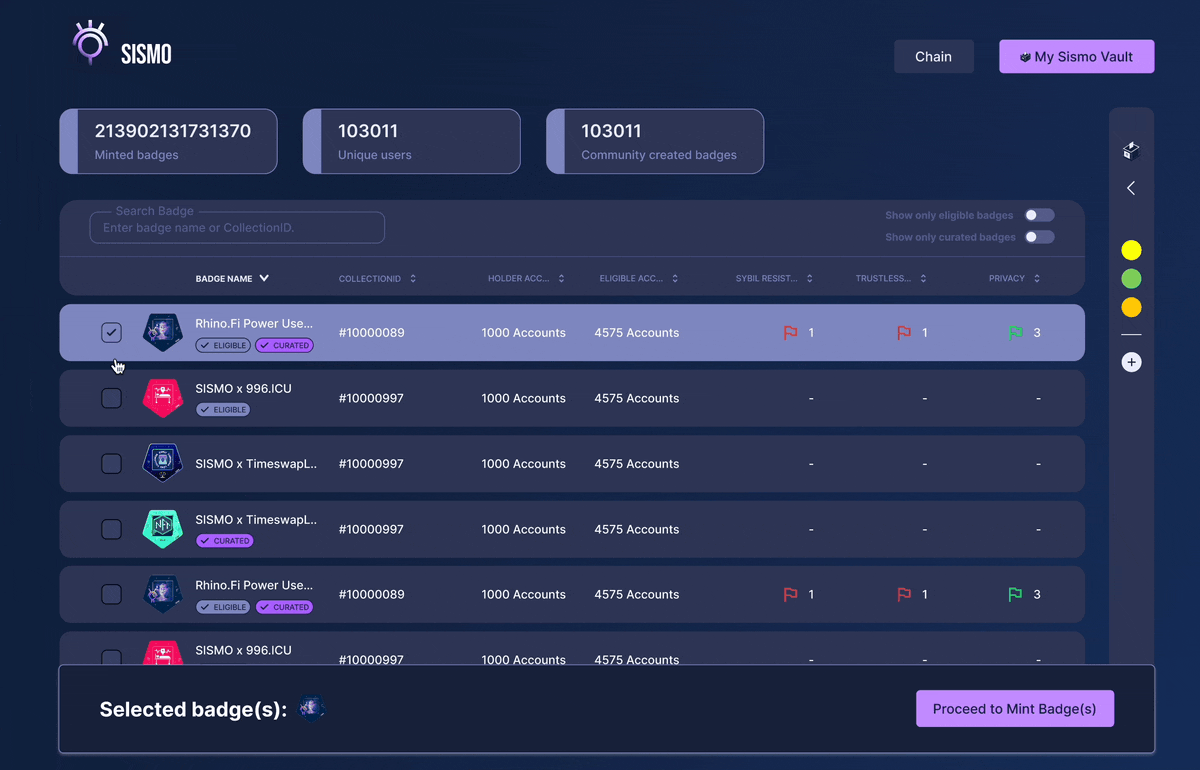 SISMO
Chain
My Sismo Vault
213902131731370
Minted badges
103011
Unique users
103011
Community created badges
Search Badge
Enter badge name or CollectionID.
Show only eligible badges
Show only curated badges
BADGE NAME
COLLECTIONID
HOLDER ACC...
ELIGIBLE ACC...
SYBIL RESIST...
TRUSTLESS...
PRIVACY
Rhino.Fi Power Use...
ELIGIBLE
CURATED
#10000089
1000 Accounts
4575 Accounts
1
1
3
SISMO x 996.ICU
ELIGIBLE
#10000997
1000 Accounts
4575 Accounts
-
-
-
SISMO x TimeswapL...
#10000997
1000 Accounts
4575 Accounts
-
-
-
SISMO x TimeswapL...
CURATED
#10000997
1000 Accounts
4575 Accounts
-
-
-
Rhino.Fi Power Use...
ELIGIBLE
CURATED
#10000089
1000 Accounts
4575 Accounts
1
1
3
SISMO x 996.ICU
#10000997
1000 Accounts
4575 Accounts
-
-
-
Selected badge(s):
Proceed to Mint Badge(s)